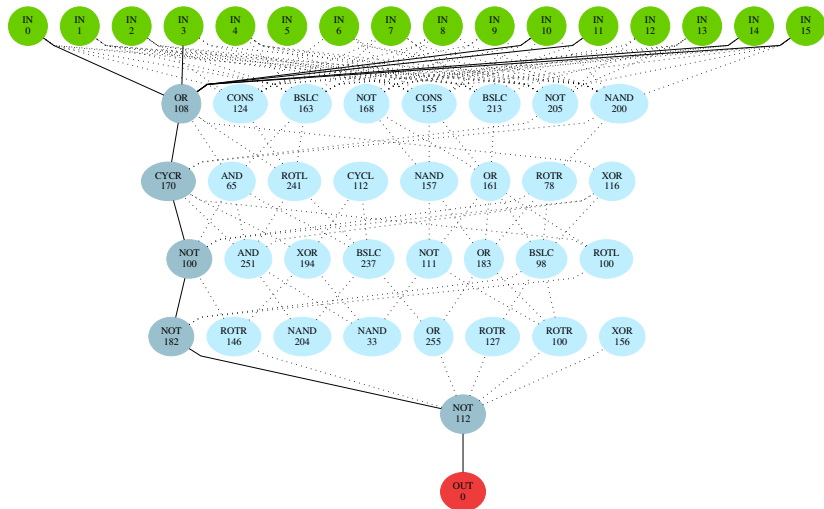 IN IN IN IN IN IN IN IN IN IN IN IN IN IN IN IN
0 1 2 3 4 5 6 7 8 9 10 11 12 13 14 15
OR CONS BSLC NOT CONS BSLC NOT NAND
108 124 163 168 155 213 205 200
CYCR AND ROTL CYCL NAND OR ROTR XOR
170 65 241 112 157 161 78 116
NOT AND XOR BSLC NOT OR BSLC ROTL
100 251 194 237 111 183 98 100
NOT ROTR NAND NAND OR ROTR ROTR XOR
182 146 204 33 255 127 100 156
NOT
112
OUT
0